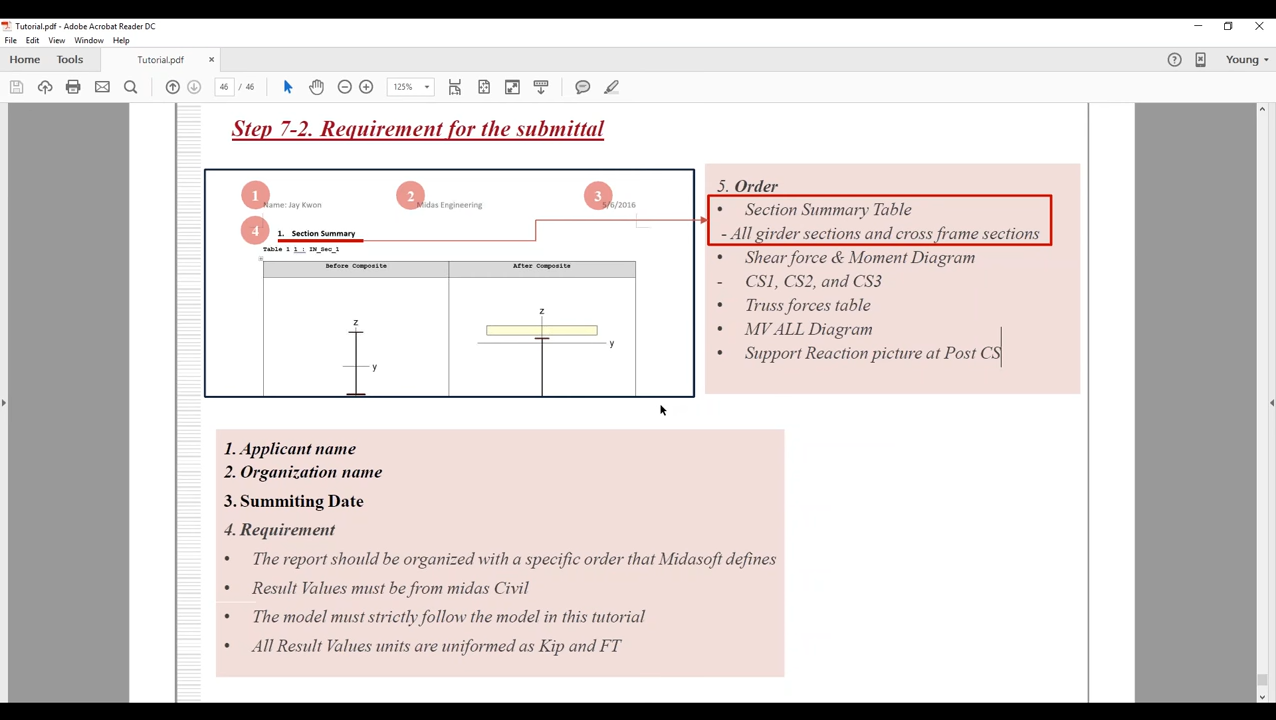 Tutorial.pdf - Adobe Acrobat Reader DC
File Edit View Window Help
Home Tools Tutorial.pdf × Young
46 / 46 125%
Step 7-2. Requirement for the submittal
1 2 3
Name: Jay Kwon Midas Engineering 5/6/2016
4
1. Section Summary
Table 1 1 : IN_Sec_1
Before Composite After Composite
z
y
z
y
5. Order
• Section Summary Table
- All girder sections and cross frame sections
• Shear force & Moment Diagram
- CS1, CS2, and CS3
• Truss forces table
• MV ALL Diagram
• Support Reaction picture at Post CS
1. Applicant name
2. Organization name
3. Summiting Date
4. Requirement
• The report should be organized with a specific order that Midasoft defines
• Result Values must be from midas Civil
• The model must strictly follow the model in this tutorial
• All Result Values units are uniformed as Kip and FT